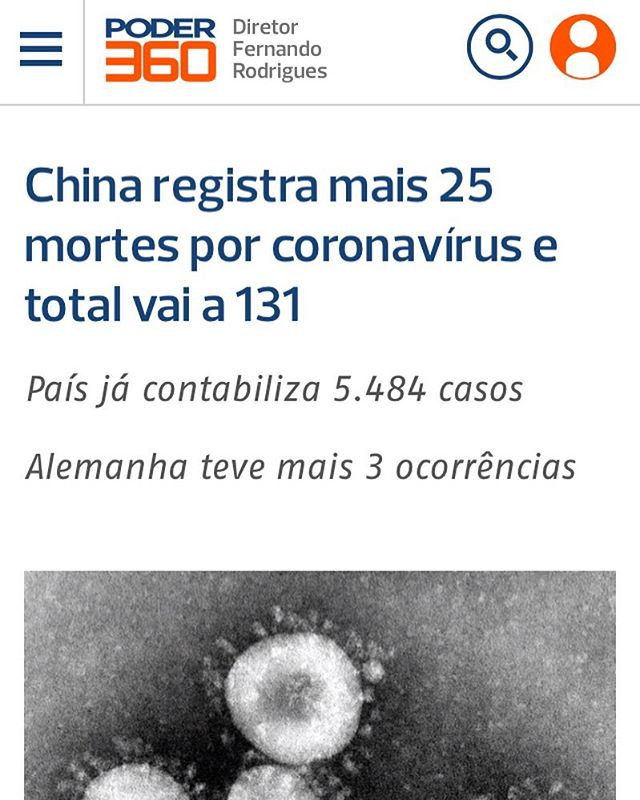 PODER
360
Diretor
Fernando
Rodrigues
China registra mais 25
mortes por coronavírus e
total vai a 131
País já contabiliza 5.484 casos
Alemanha teve mais 3 ocorrências